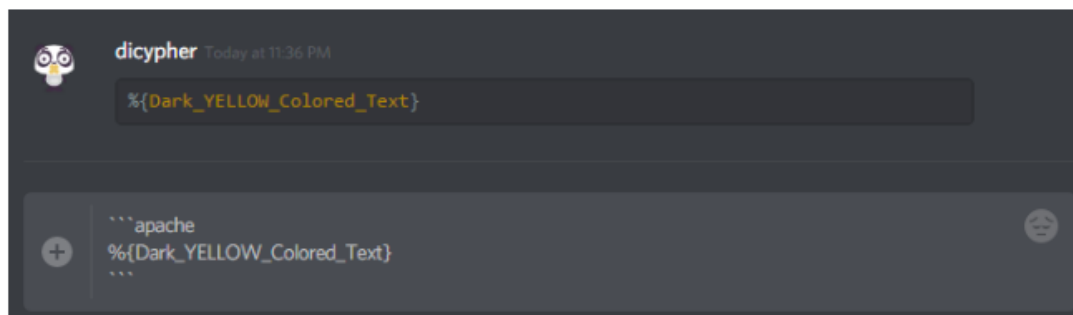 dicypher Today at 11:36 PM
%{Dark_YELLOW_Colored_Text}
```apache
%{Dark_YELLOW_Colored_Text}
```